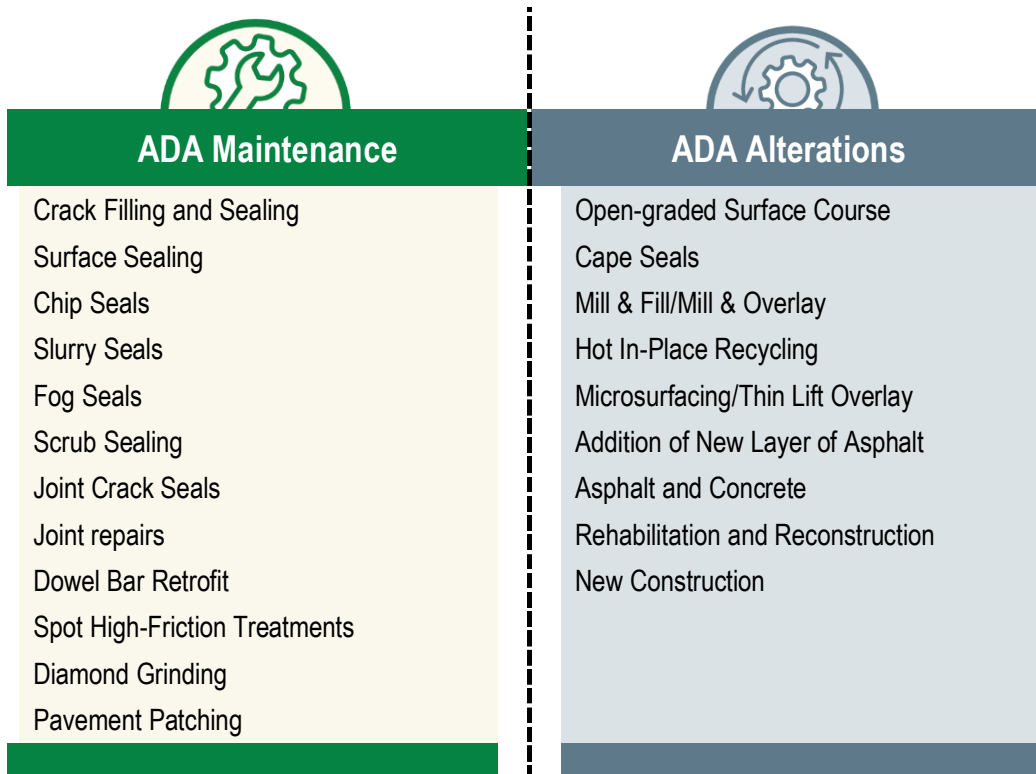 ADA Maintenance
Crack Filling and Sealing
Surface Sealing
Chip Seals
Slurry Seals
Fog Seals
Scrub Sealing
Joint Crack Seals
Joint repairs
Dowel Bar Retrofit
Spot High-Friction Treatments
Diamond Grinding
Pavement Patching
ADA Alterations
Open-graded Surface Course
Cape Seals
Mill & Fill/Mill & Overlay
Hot In-Place Recycling
Microsurfacing/Thin Lift Overlay
Addition of New Layer of Asphalt
Asphalt and Concrete
Rehabilitation and Reconstruction
New Construction